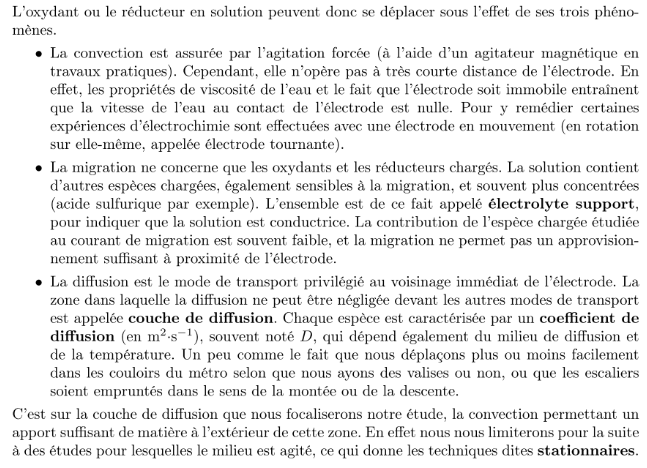 L'oxydant ou le réducteur en solution peuvent donc se déplacer sous l'effet de ses trois phéno-
mènes.
• La convection est assurée par l'agitation forcée (à l'aide d'un agitateur magnétique en
travaux pratiques). Cependant, elle n'opère pas à très courte distance de l'électrode. En
effet, les propriétés de viscosité de l'eau et le fait que l'électrode soit immobile entraînent
que la vitesse de l'eau au contact de l'électrode est nulle. Pour y remédier certaines
expériences d'électrochimie sont effectuées avec une électrode en mouvement (en rotation
sur elle-même, appelée électrode tournante).
• La migration ne concerne que les oxydants et les réducteurs chargés. La solution contient
d'autres espèces chargées, également sensibles à la migration, et souvent plus concentrées
(acide sulfurique par exemple). L'ensemble est de ce fait appelé électrolyte support,
pour indiquer que la solution est conductrice. La contribution de l'espèce chargée étudiée
au courant de migration est souvent faible, et la migration ne permet pas un approvision-
nement suffisant à proximité de l'électrode.
• La diffusion est le mode de transport privilégié au voisinage immédiat de l'électrode. La
zone dans laquelle la diffusion ne peut être négligée devant les autres modes de transport
est appelée couche de diffusion. Chaque espèce est caractérisée par un coefficient de
diffusion (en m²·s⁻¹), souvent noté D, qui dépend également du milieu de diffusion et
de la température. Un peu comme le fait que nous déplaçons plus ou moins facilement
dans les couloirs du métro selon que nous ayons des valises ou non, ou que les escaliers
soient empruntés dans le sens de la montée ou de la descente.
C'est sur la couche de diffusion que nous focaliserons notre étude, la convection permettant un
apport suffisant de matière à l'extérieur de cette zone. En effet nous nous limiterons pour la suite
à des études pour lesquelles le milieu est agité, ce qui donne les techniques dites stationnaires.